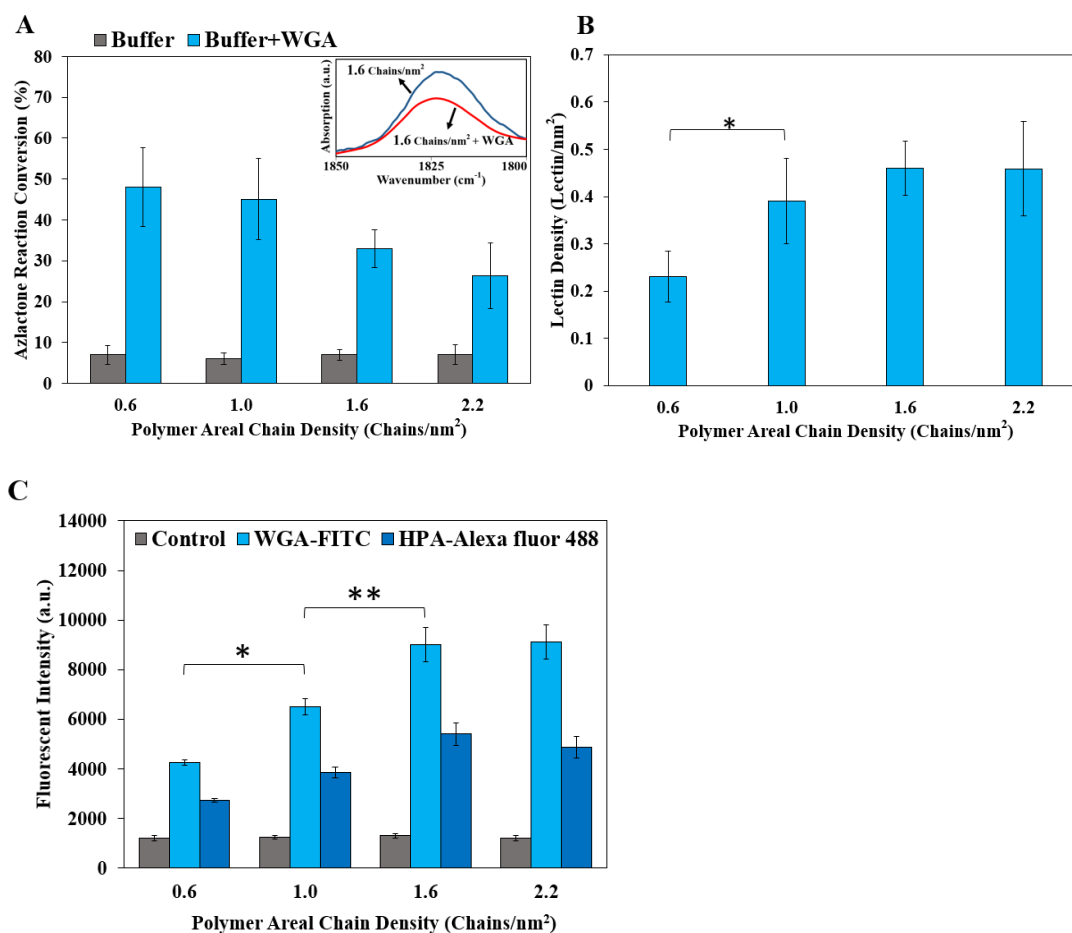 A
Buffer Buffer+WGA
Azlactone Reaction Conversion (%)
80
70
60
50
40
30
20
10
0
0.6 1.0 1.6 2.2
Polymer Areal Chain Density (Chains/nm²)
Absorption (a.u.)
1.6 Chains/nm²
1.6 Chains/nm² + WGA
1850 1825 1800
Wavenumber (cm⁻¹)
B
Lectin Density (Lectin/nm²)
0.7
0.6
0.5
0.4
0.3
0.2
0.1
0
*
0.6 1.0 1.6 2.2
Polymer Areal Chain Density (Chains/nm²)
C
Control WGA-FITC HPA-Alexa fluor 488
Fluorescent Intensity (a.u.)
14000
12000
10000
8000
6000
4000
2000
0
*
**
0.6 1.0 1.6 2.2
Polymer Areal Chain Density (Chains/nm²)